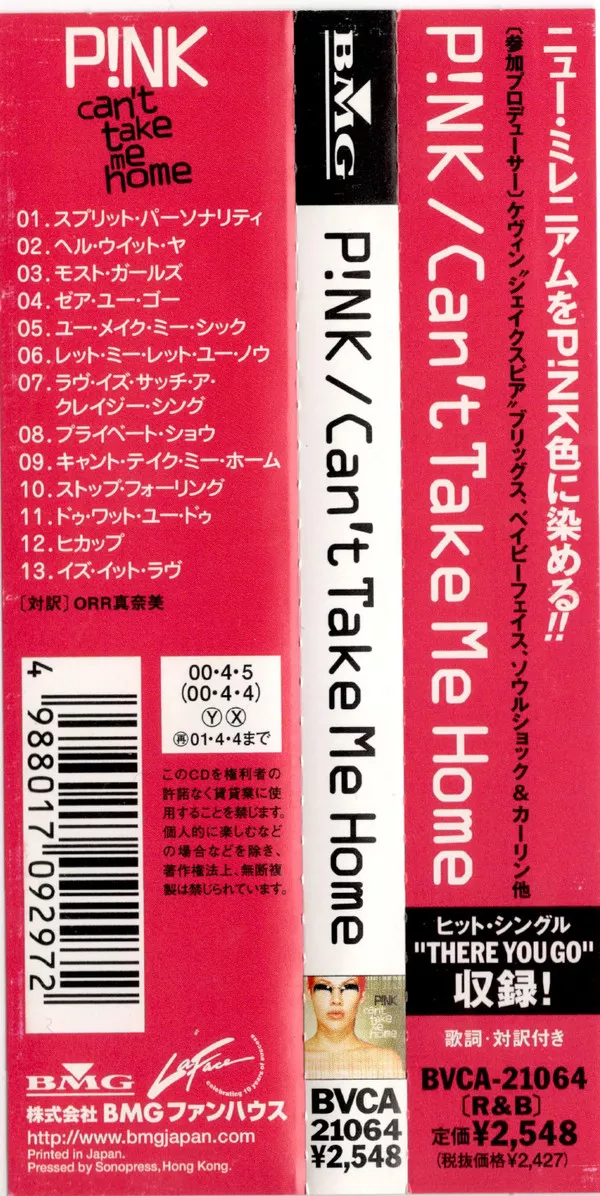 P!NK
can't
take
me
home
01.スプリット・パーソナリティ
02.ヘル・ウイット・ヤ
03.モスト・ガールズ
04.ゼア・ユー・ゴー
05.ユー・メイク・ミー・シック
06.レット・ミー・レット・ユー・ノウ
07.ラヴ・イズ・サッチ・ア・
クレイジー・シング
08.プライベート・ショウ
09.キャント・テイク・ミー・ホーム
10.ストップ・フォーリング
11.ドゥ・ワット・ユー・ドゥ
12.ヒカップ
13.イズ・イット・ラヴ
[対訳]ORR真奈美
4 988017 092972
00・4・5
(00・4・4)
Ⓨ Ⓧ
㊞01・4・4まで
このCDを権利者の
許諾なく賃貸業に使
用することを禁じます。
個人的に楽しむなど
の場合などを除き、
著作権法上、無断複
製は禁じられています。
BMG
LaFace
celebrating 10 years of success
株式会社 BMGファンハウス
http://www.bmgjapan.com
Printed in Japan.
Pressed by Sonopress, Hong Kong.
BMG
P!NK/Can't Take Me Home
P!NK
can't
take
me
home
BVCA
21064
¥2,548
ニュー・ミレニアムをP!NK色に染める!!
[参加プロデューサー]ケヴィン"シェイクスピア"ブリッグス、ベイビーフェイス、ソウルショック&カーリン他
P!NK/Can't Take Me Home
ヒット・シングル
"THERE YOU GO"
収録!
歌詞・対訳付き
BVCA-21064
[R&B]
定価¥2,548
(税抜価格¥2,427)